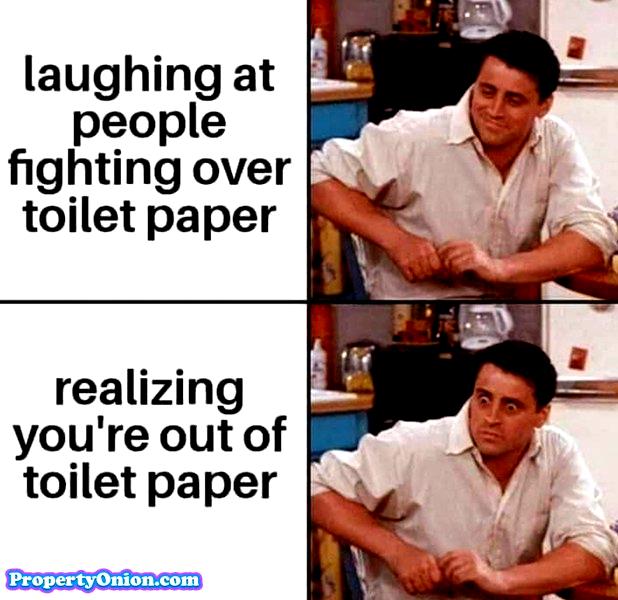 laughing at
people
fighting over
toilet paper
realizing
you're out of
toilet paper
PropertyOnion.com